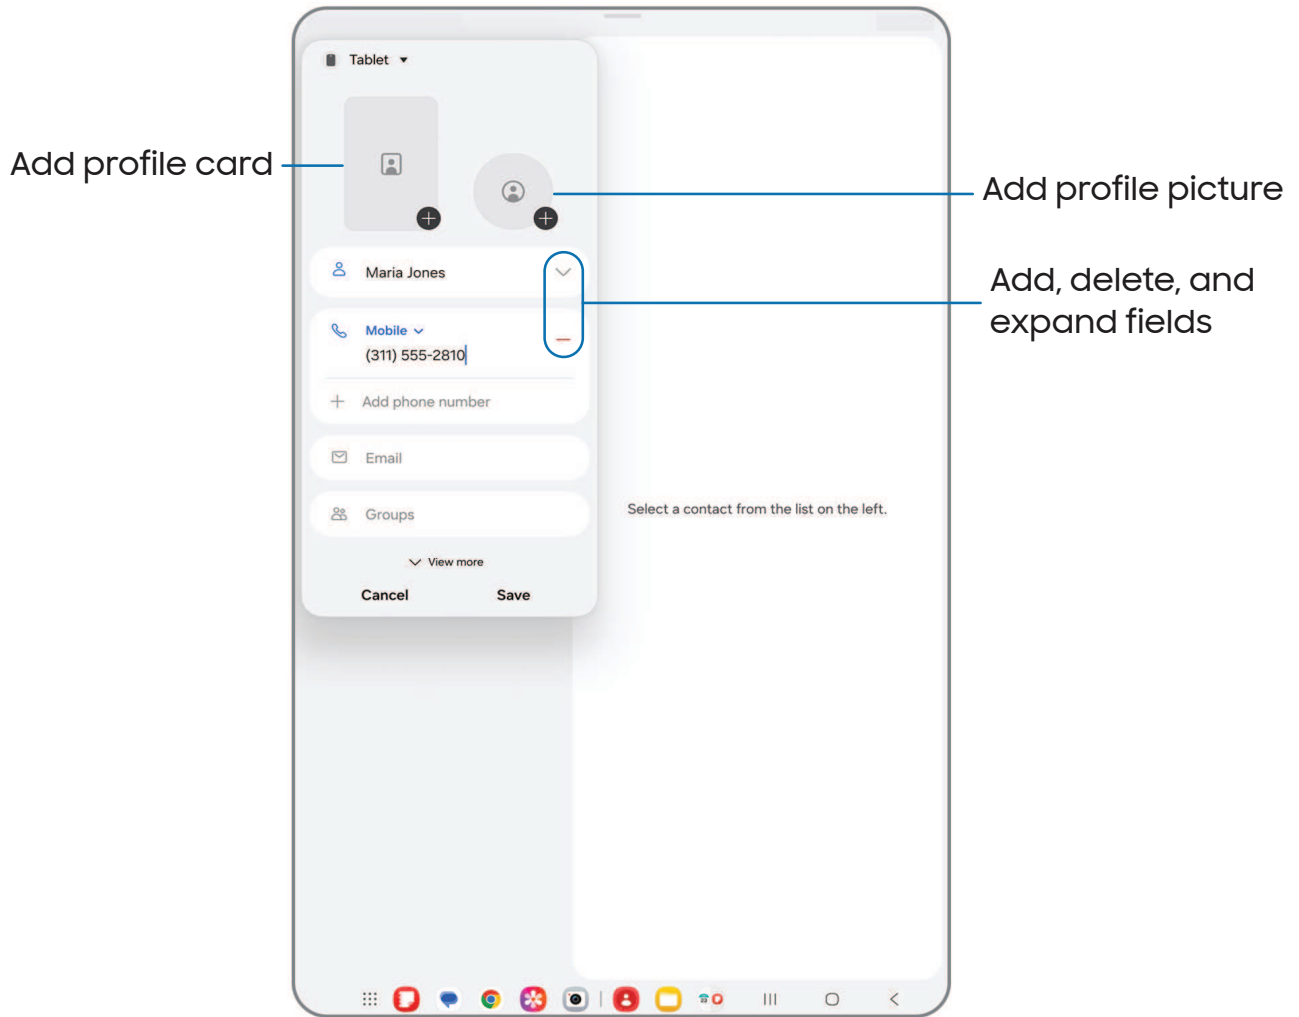 Tablet
Add profile card
Add profile picture
Maria Jones
Add, delete, and
expand fields
Mobile
(311) 555-2810
Add phone number
Email
Groups
Select a contact from the list on the left.
View more
Cancel
Save